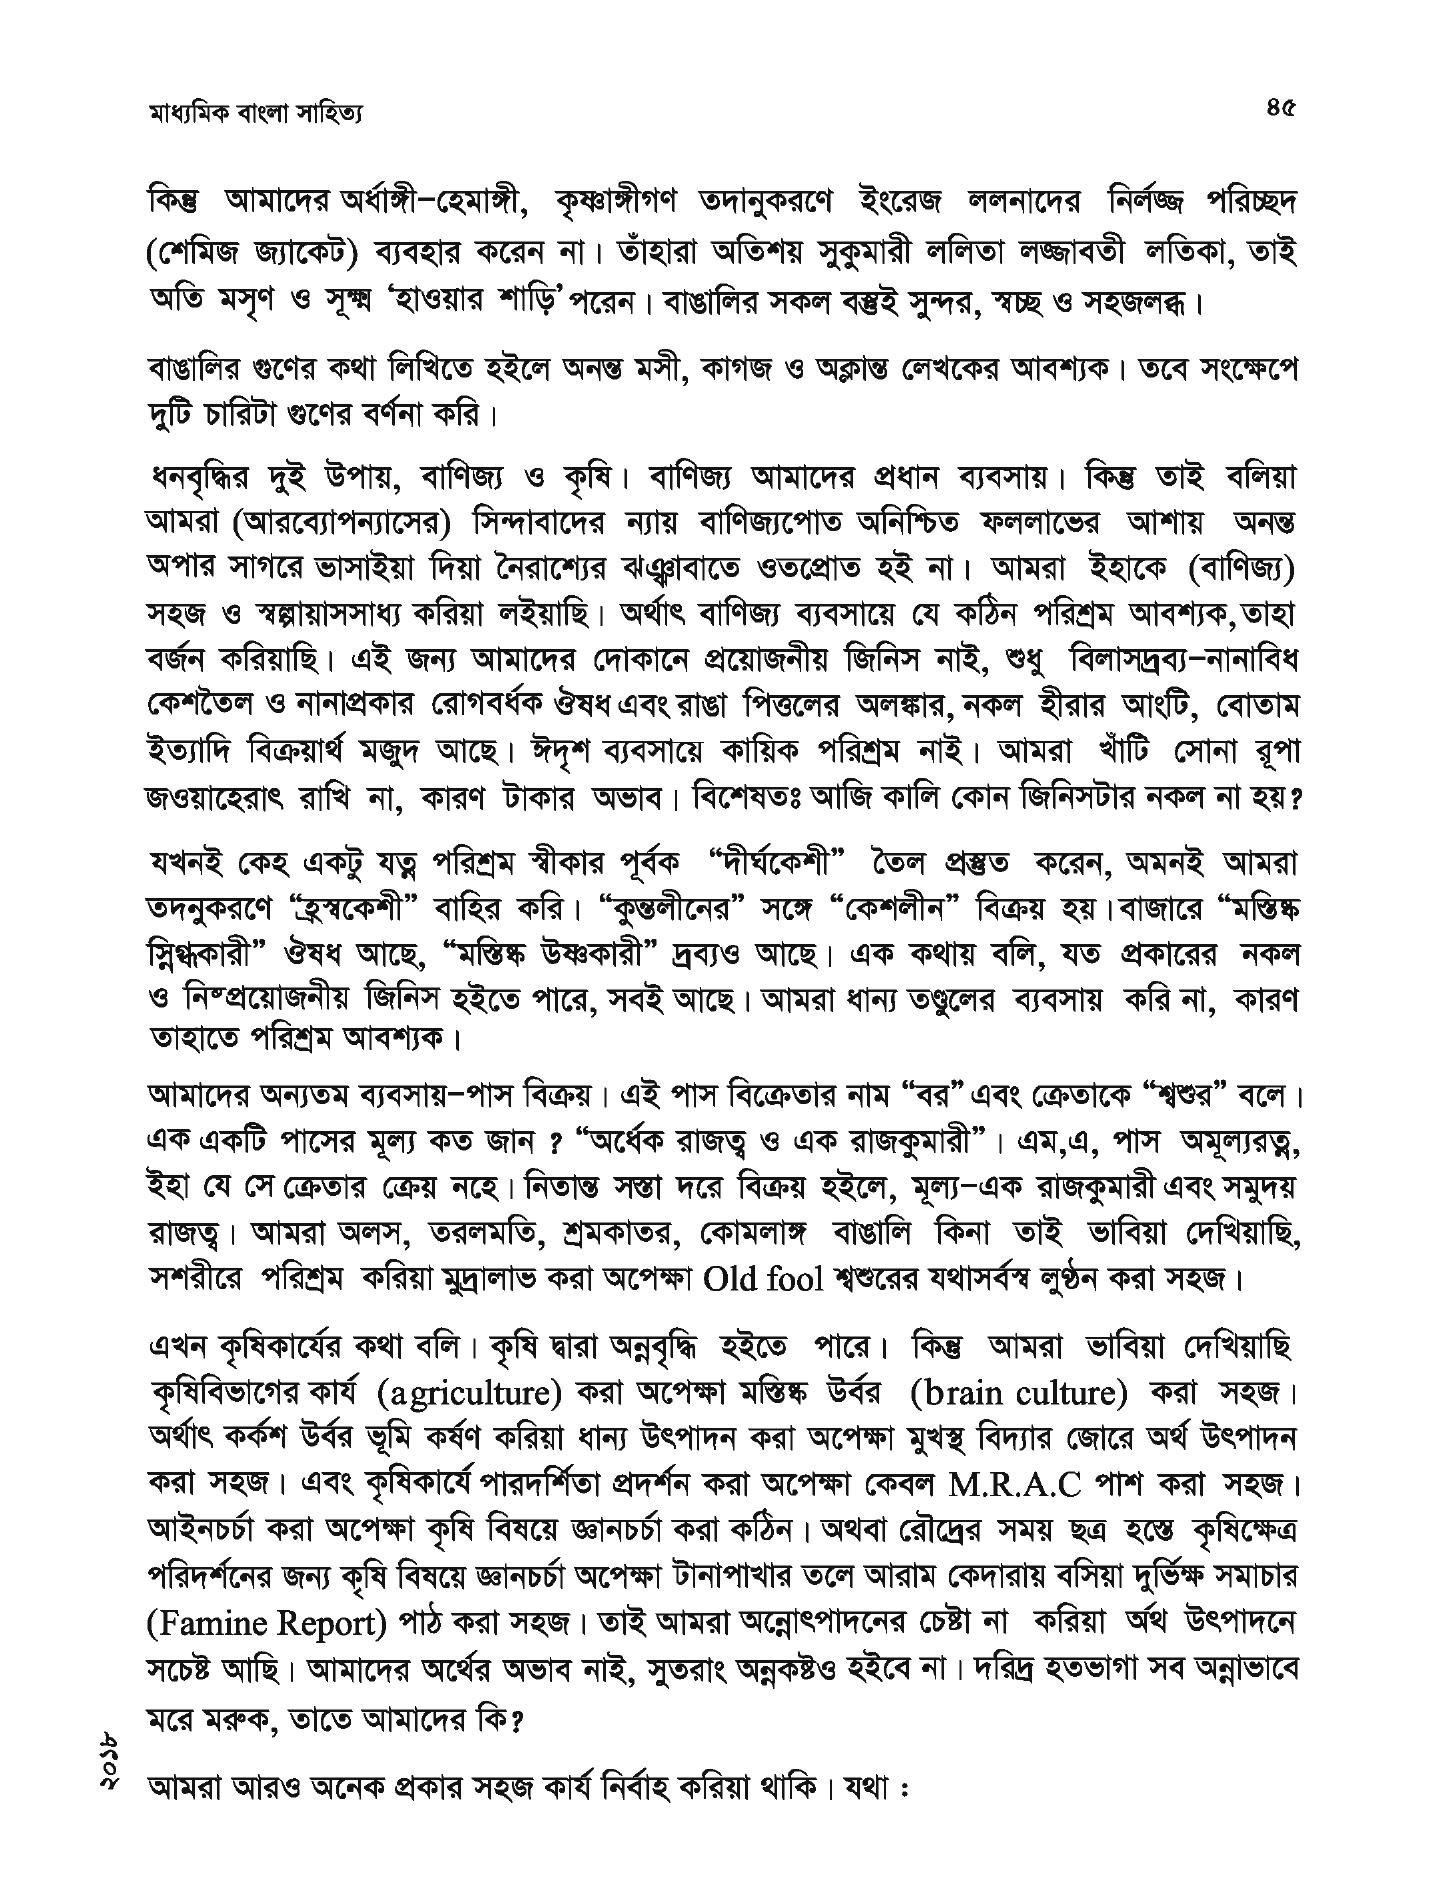 মাধ্যমিক বাংলা সাহিত্য
৪৫
কিন্তু আমাদের অর্ধাঙ্গী–হেমাঙ্গী, কৃষ্ণাঙ্গীগণ তদানুকরণে ইংরেজ ললনাদের নির্লজ্জ পরিচ্ছদ
(শেমিজ জ্যাকেট) ব্যবহার করেন না। তাঁহারা অতিশয় সুকুমারী ললিতা লজ্জাবতী লতিকা, তাই
অতি মসৃণ ও সূক্ষ্ম ‘হাওয়ার শাড়ি’ পরেন। বাঙালির সকল বস্তুই সুন্দর, স্বচ্ছ ও সহজলব্ধ।
বাঙালির গুণের কথা লিখিতে হইলে অনন্ত মসী, কাগজ ও অক্লান্ত লেখকের আবশ্যক। তবে সংক্ষেপে
দুটি চারিটা গুণের বর্ণনা করি।
ধনবৃদ্ধির দুই উপায়, বাণিজ্য ও কৃষি। বাণিজ্য আমাদের প্রধান ব্যবসায়। কিন্তু তাই বলিয়া
আমরা (আরব্যোপন্যাসের) সিন্দাবাদের ন্যায় বাণিজ্যপোত অনিশ্চিত ফললাভের আশায় অনন্ত
অপার সাগরে ভাসাইয়া দিয়া নৈরাশ্যের ঝঞ্ঝাবাতে ওতপ্রোত হই না। আমরা ইহাকে (বাণিজ্য)
সহজ ও স্বল্পায়াসসাধ্য করিয়া লইয়াছি। অর্থাৎ বাণিজ্য ব্যবসায়ে যে কঠিন পরিশ্রম আবশ্যক, তাহা
বর্জন করিয়াছি। এই জন্য আমাদের দোকানে প্রয়োজনীয় জিনিস নাই, শুধু বিলাসদ্রব্য–নানাবিধ
কেশতৈল ও নানাপ্রকার রোগবর্ধক ঔষধ এবং রাঙা পিত্তলের অলঙ্কার, নকল হীরার আংটি, বোতাম
ইত্যাদি বিক্রয়ার্থ মজুদ আছে। ঈদৃশ ব্যবসায়ে কায়িক পরিশ্রম নাই। আমরা খাঁটি সোনা রূপা
জওয়াহেরাৎ রাখি না, কারণ টাকার অভাব। বিশেষতঃ আজি কালি কোন জিনিসটার নকল না হয়?
যখনই কেহ একটু যত্ন পরিশ্রম স্বীকার পূর্বক “দীর্ঘকেশী” তৈল প্রস্তুত করেন, অমনই আমরা
তদনুকরণে “হ্রস্বকেশী” বাহির করি। “কুন্তলীনের” সঙ্গে “কেশলীন” বিক্রয় হয়। বাজারে “মস্তিষ্ক
স্নিগ্ধকারী” ঔষধ আছে, “মস্তিষ্ক উষ্ণকারী” দ্রব্যও আছে। এক কথায় বলি, যত প্রকারের নকল
ও নিষ্প্রয়োজনীয় জিনিস হইতে পারে, সবই আছে। আমরা ধান্য তণ্ডুলের ব্যবসায় করি না, কারণ
তাহাতে পরিশ্রম আবশ্যক।
আমাদের অন্যতম ব্যবসায়–পাস বিক্রয়। এই পাস বিক্রেতার নাম “বর” এবং ক্রেতাকে “শ্বশুর” বলে।
এক একটি পাসের মূল্য কত জান ? “অর্ধেক রাজত্ব ও এক রাজকুমারী”। এম,এ, পাস অমূল্যরত্ন,
ইহা যে সে ক্রেতার ক্রেয় নহে। নিতান্ত সস্তা দরে বিক্রয় হইলে, মূল্য–এক রাজকুমারী এবং সমুদয়
রাজত্ব। আমরা অলস, তরলমতি, শ্রমকাতর, কোমলাঙ্গ বাঙালি কিনা তাই ভাবিয়া দেখিয়াছি,
সশরীরে পরিশ্রম করিয়া মুদ্রালাভ করা অপেক্ষা Old fool শ্বশুরের যথাসর্বস্ব লুণ্ঠন করা সহজ।
এখন কৃষিকার্যের কথা বলি। কৃষি দ্বারা অন্নবৃদ্ধি হইতে পারে। কিন্তু আমরা ভাবিয়া দেখিয়াছি
কৃষিবিভাগের কার্য (agriculture) করা অপেক্ষা মস্তিষ্ক উর্বর (brain culture) করা সহজ।
অর্থাৎ কর্কশ উর্বর ভূমি কর্ষণ করিয়া ধান্য উৎপাদন করা অপেক্ষা মুখস্থ বিদ্যার জোরে অর্থ উৎপাদন
করা সহজ। এবং কৃষিকার্যে পারদর্শিতা প্রদর্শন করা অপেক্ষা কেবল M.R.A.C পাশ করা সহজ।
আইনচর্চা করা অপেক্ষা কৃষি বিষয়ে জ্ঞানচর্চা করা কঠিন। অথবা রৌদ্রের সময় ছত্র হস্তে কৃষিক্ষেত্র
পরিদর্শনের জন্য কৃষি বিষয়ে জ্ঞানচর্চা অপেক্ষা টানাপাখার তলে আরাম কেদারায় বসিয়া দুর্ভিক্ষ সমাচার
(Famine Report) পাঠ করা সহজ। তাই আমরা অন্নোৎপাদনের চেষ্টা না করিয়া র্অথ উৎপাদনে
সচেষ্ট আছি। আমাদের অর্থের অভাব নাই, সুতরাং অন্নকষ্টও হইবে না। দরিদ্র হতভাগা সব অন্নাভাবে
মরে মরুক, তাতে আমাদের কি?
আমরা আরও অনেক প্রকার সহজ কার্য নির্বাহ করিয়া থাকি। যথা :
২০১৮